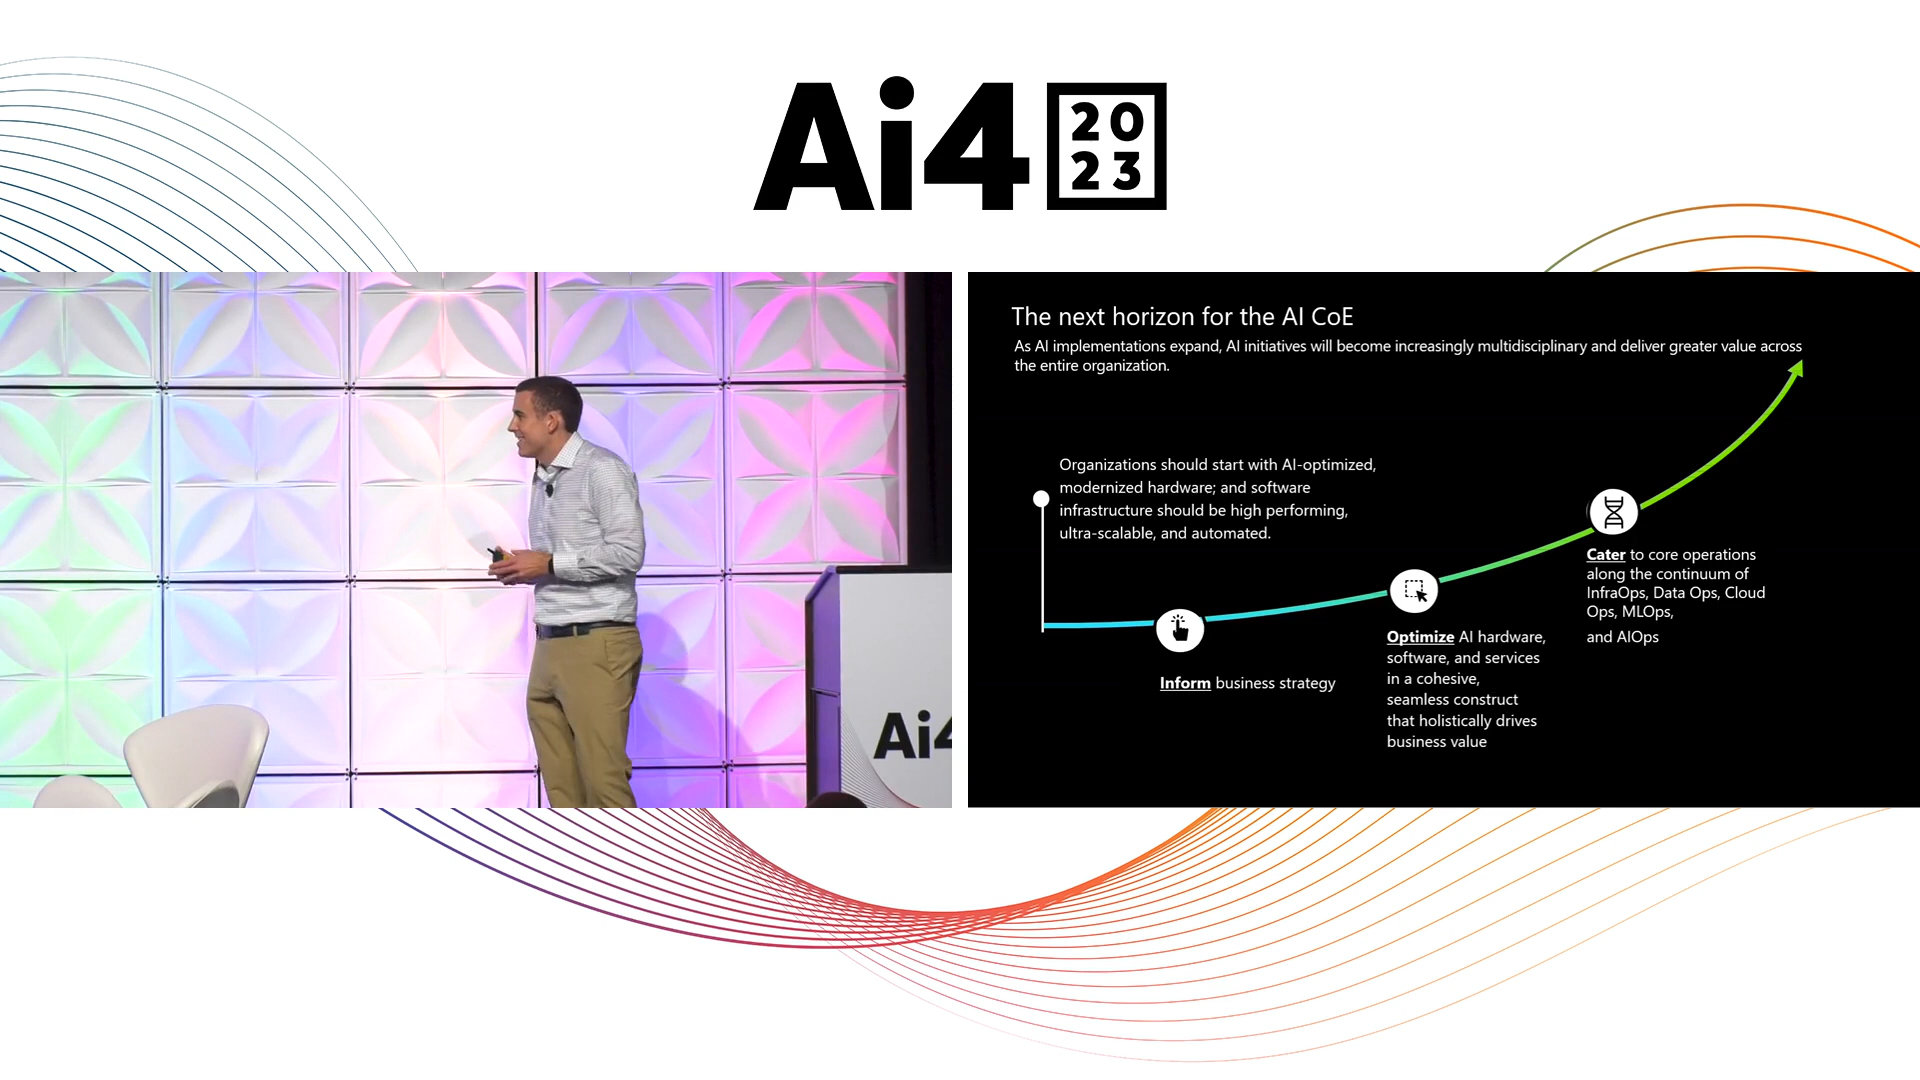 Ai4
20
23
The next horizon for the AI CoE
As AI implementations expand, AI initiatives will become increasingly multidisciplinary and deliver greater value across
the entire organization.
Organizations should start with AI-optimized,
modernized hardware; and software
infrastructure should be high performing,
ultra-scalable, and automated.
Inform business strategy
Optimize AI hardware,
software, and services
in a cohesive,
seamless construct
that holistically drives
business value
Cater to core operations
along the continuum of
InfraOps, Data Ops, Cloud
Ops, MLOps,
and AIOps
Ai4